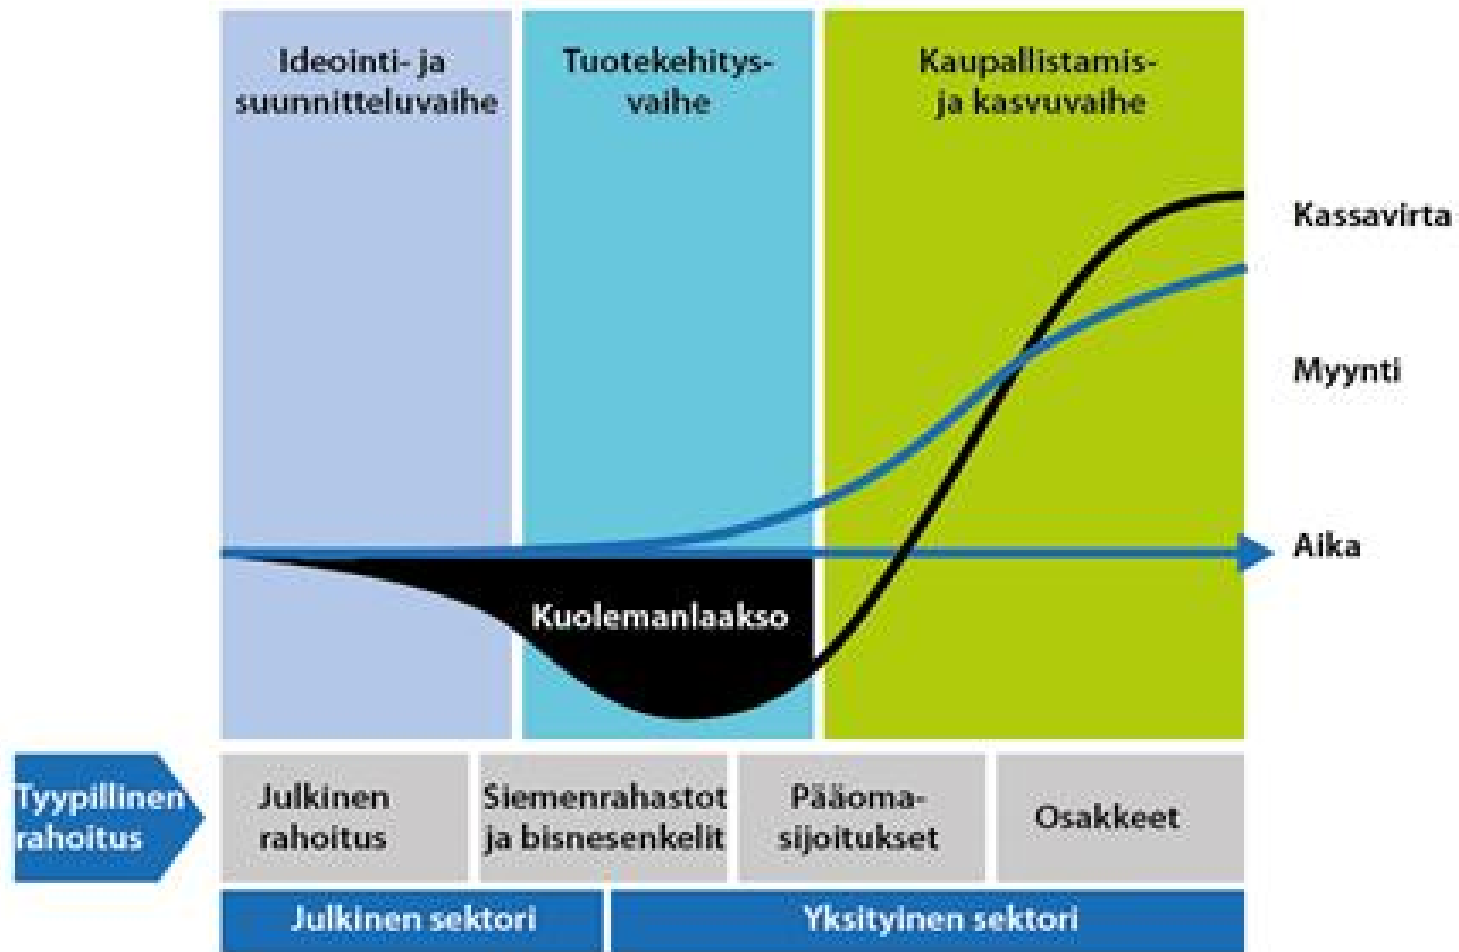 Ideointi- ja
suunnitteluvaihe
Tuotekehitys-
vaihe
Kaupallistamis-
ja kasvuvaihe
Kassavirta
Myynti
Aika
Kuolemanlaakso
Tyypillinen
rahoitus
Julkinen
rahoitus
Siemenrahastot
ja bisnesenkelit
Pääoma-
sijoitukset
Osakkeet
Julkinen sektori
Yksityinen sektori